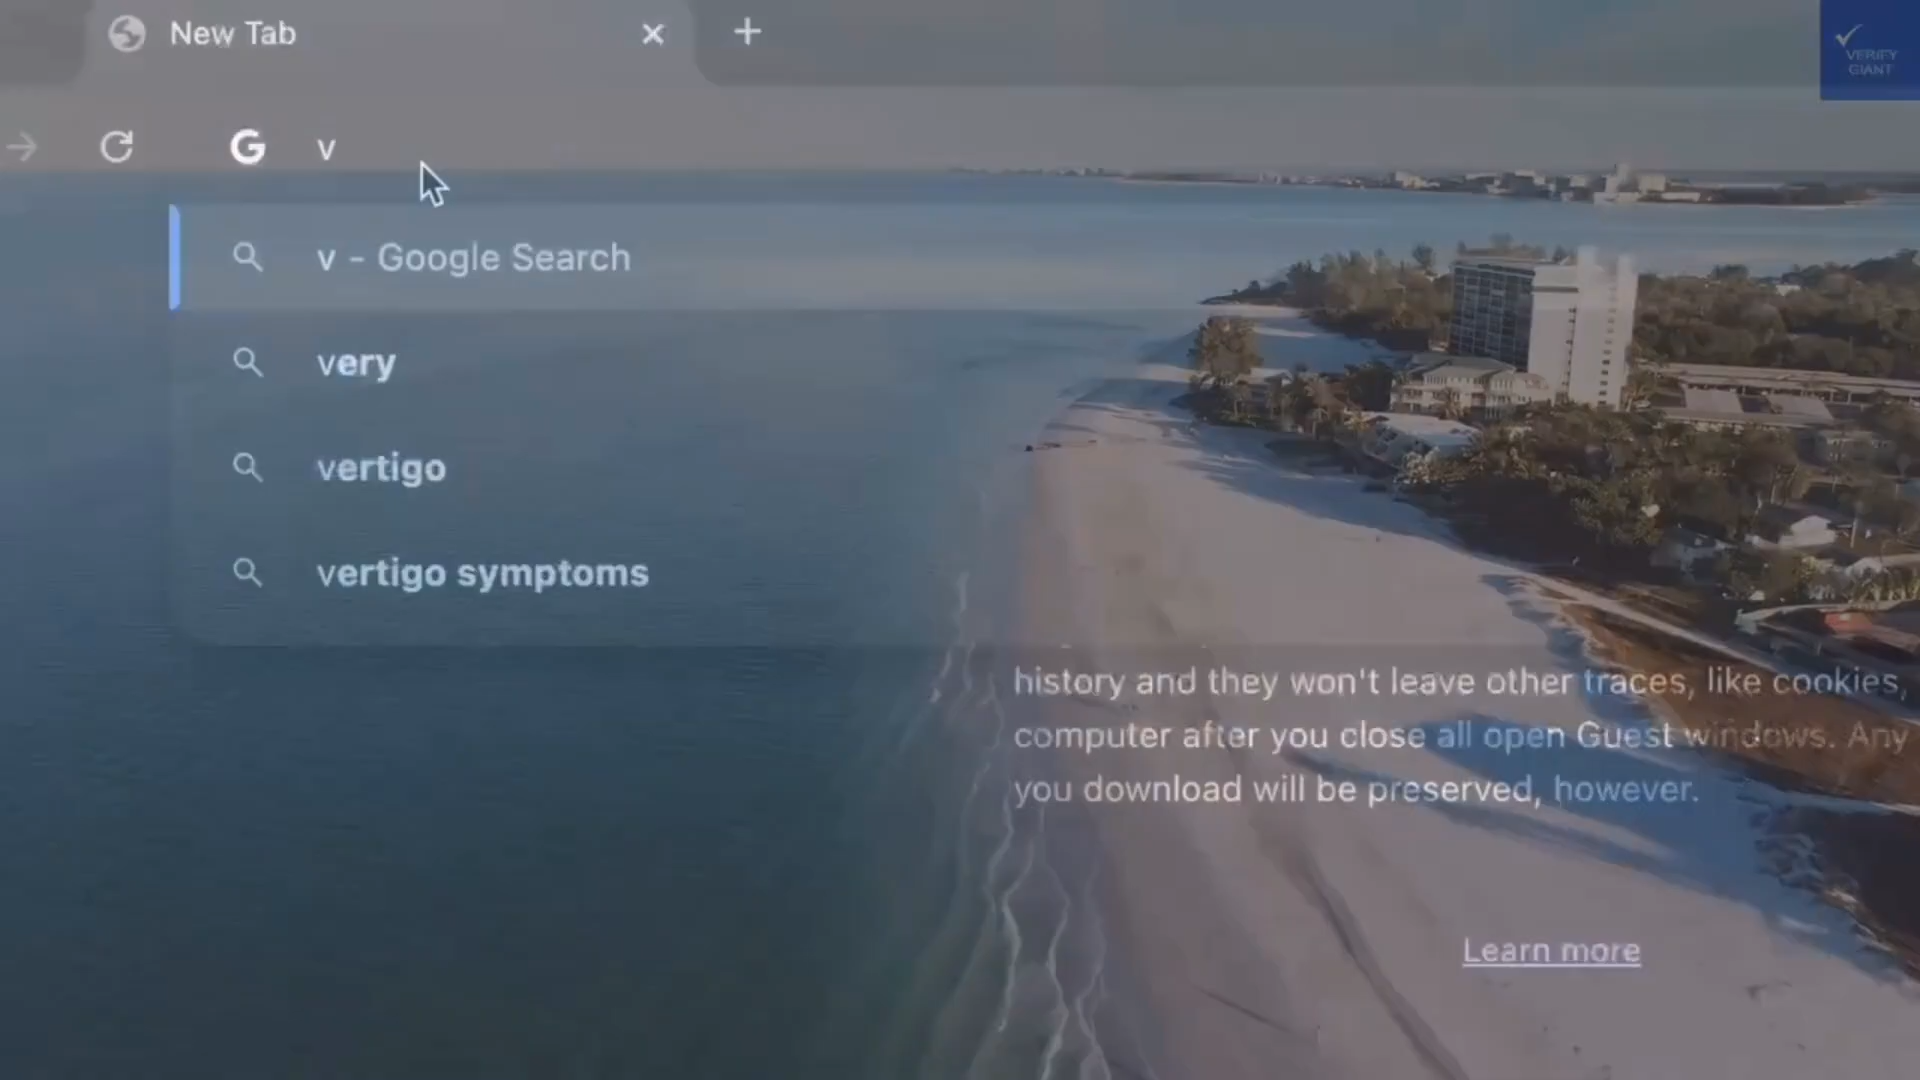 New Tab
VERIFY
GIANT
G v
v - Google Search
very
vertigo
vertigo symptoms
history and they won't leave other traces, like cookies,
computer after you close all open Guest windows. Any
you download will be preserved, however.
Learn more